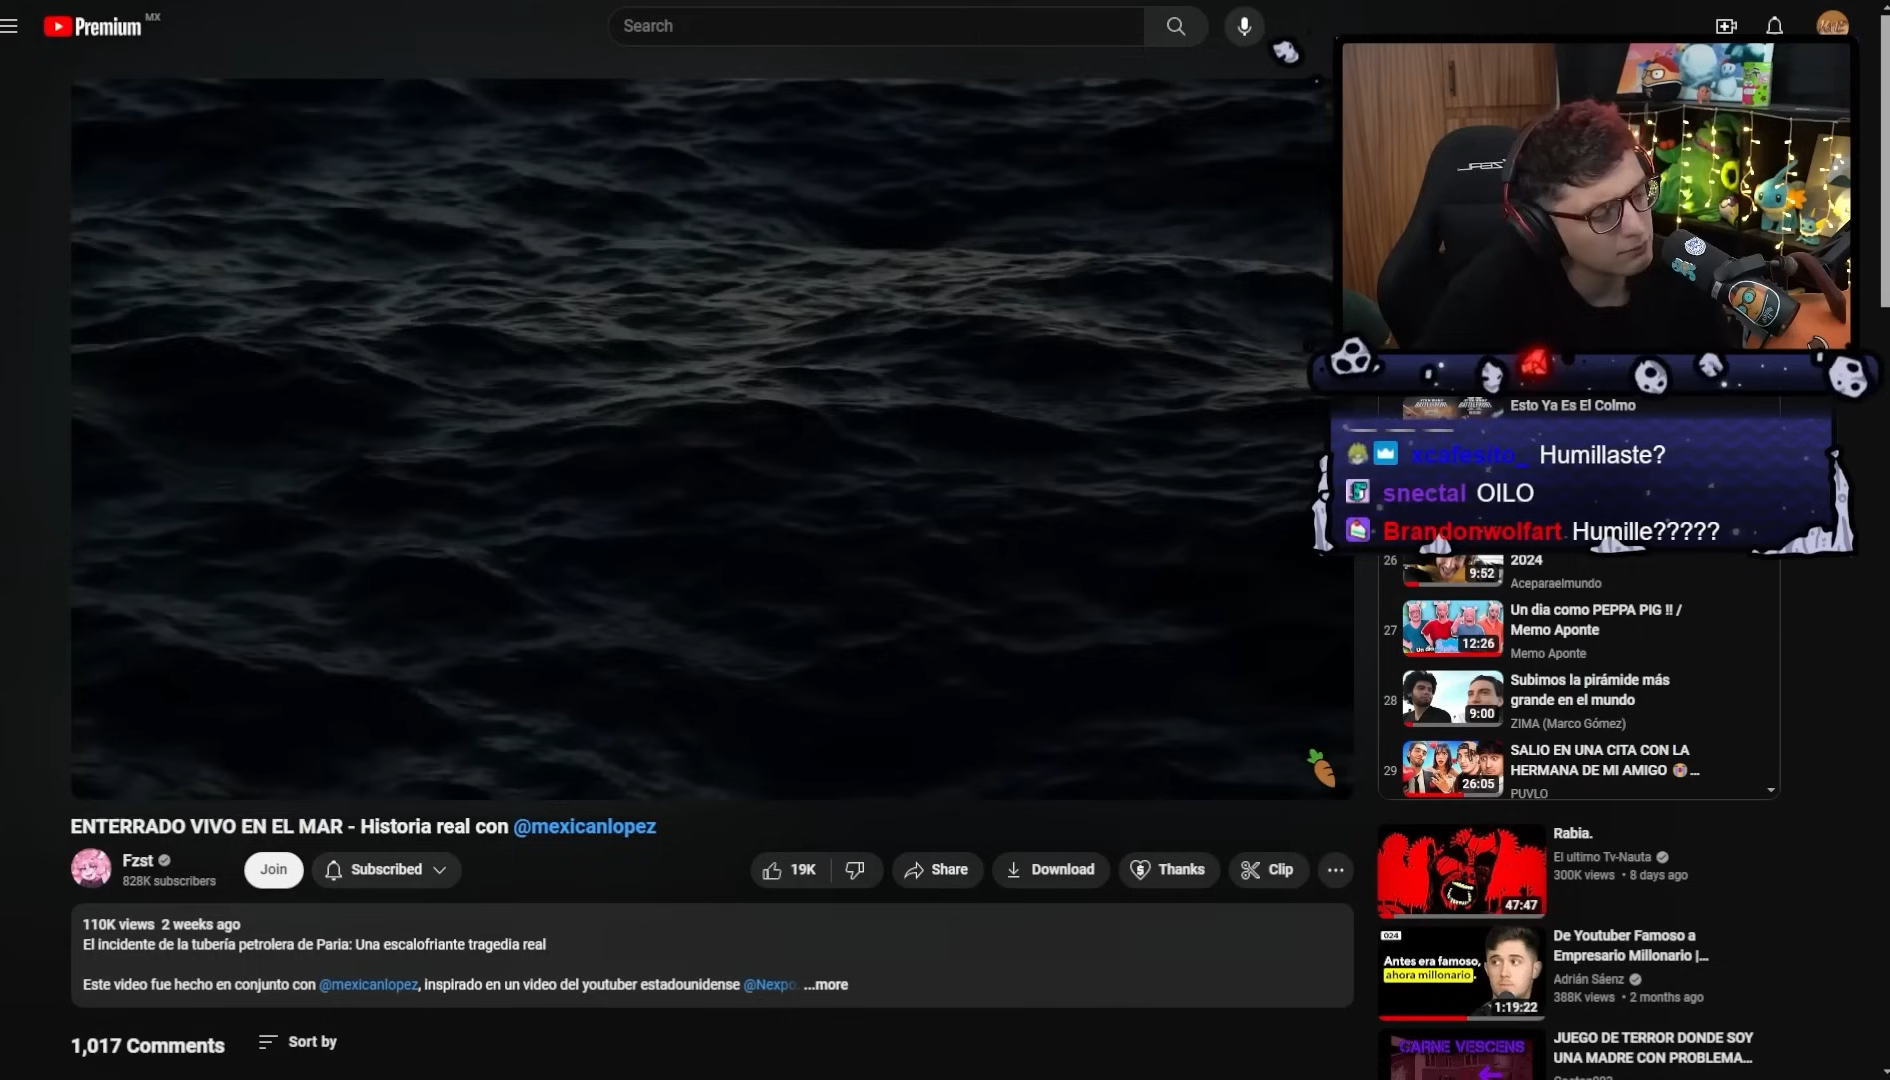 Premium MX
Search
Esto Ya Es El Colmo
xcafesito_ Humillaste?
snectal OILO
Brandonwolfart Humille?????
26
9:52
2024
Aceparaelmundo
27
12:26
Un dia como PEPPA PIG !! /
Memo Aponte
Memo Aponte
28
9:00
Subimos la pirámide más
grande en el mundo
ZIMA (Marco Gómez)
29
26:05
SALIO EN UNA CITA CON LA
HERMANA DE MI AMIGO 😭...
PUVLO
ENTERRADO VIVO EN EL MAR - Historia real con @mexicanlopez
Fzst
828K subscribers
Join
Subscribed
19K
Share
Download
Thanks
Clip
110K views 2 weeks ago
El incidente de la tubería petrolera de Paria: Una escalofriante tragedia real
Este video fue hecho en conjunto con @mexicanlopez, inspirado en un video del youtuber estadounidense @Nexpo ...more
1,017 Comments
Sort by
47:47
Rabia.
El ultimo Tv-Nauta
300K views • 8 days ago
024
Antes era famoso,
ahora millonario.
1:19:22
De Youtuber Famoso a
Empresario Millonario |...
Adrián Sáenz
388K views • 2 months ago
CARNE VESCENS
JUEGO DE TERROR DONDE SOY
UNA MADRE CON PROBLEMA...